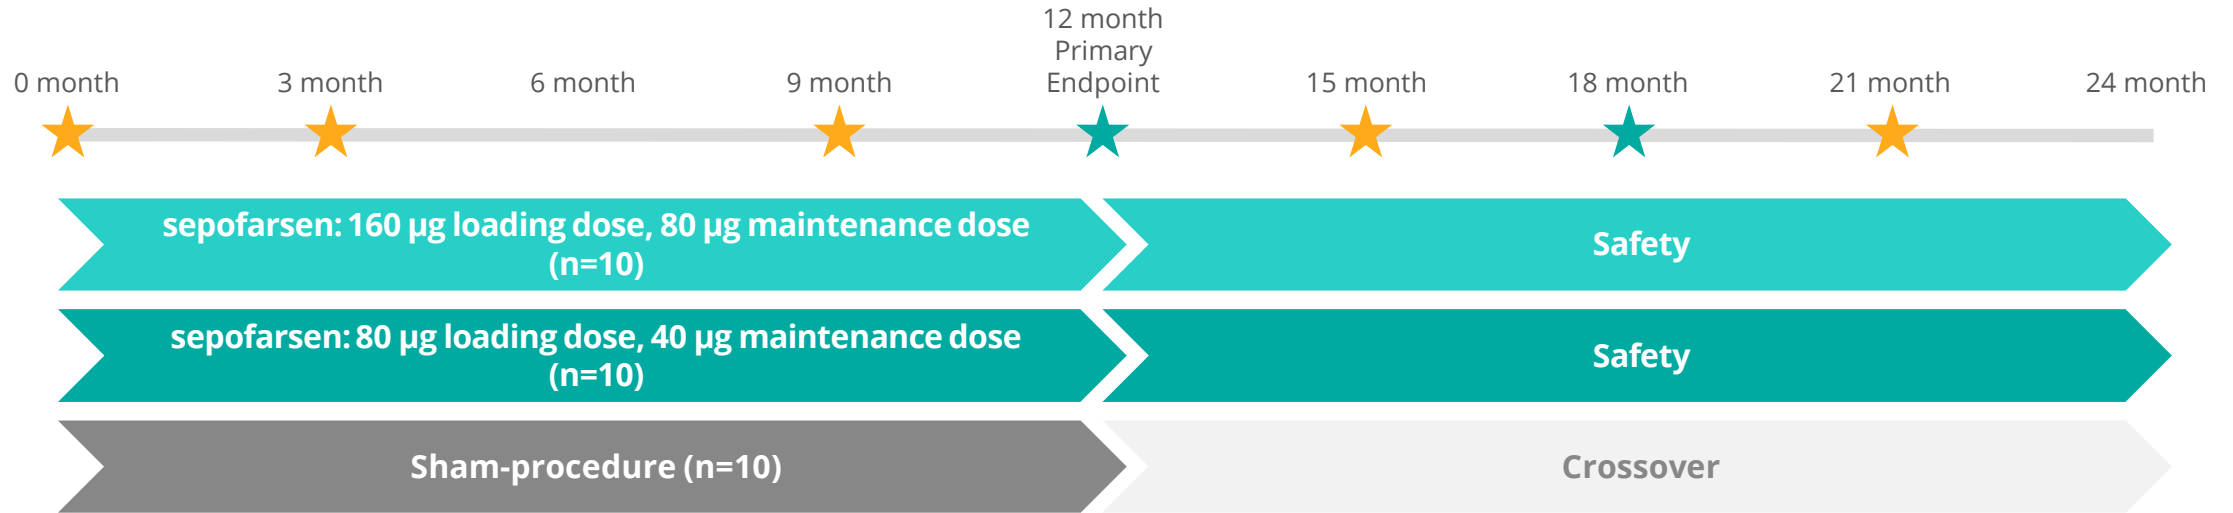 0 month
3 month
6 month
9 month
12 month
Primary
Endpoint
15 month
18 month
21 month
24 month
sepofarsen: 160 µg loading dose, 80 µg maintenance dose
(n=10)
Safety
sepofarsen: 80 µg loading dose, 40 µg maintenance dose
(n=10)
Safety
Sham-procedure (n=10)
Crossover